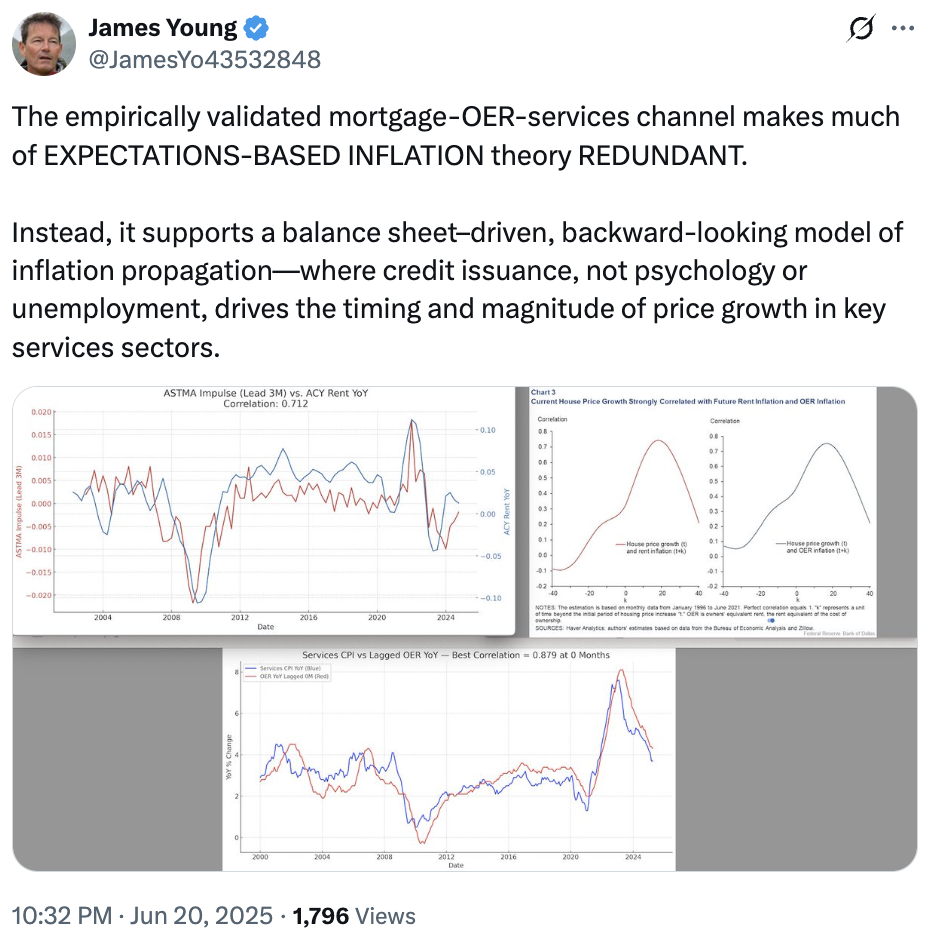 James Young
@JamesYo43532848
The empirically validated mortgage-OER-services channel makes much
of EXPECTATIONS-BASED INFLATION theory REDUNDANT.
Instead, it supports a balance sheet–driven, backward-looking model of
inflation propagation—where credit issuance, not psychology or
unemployment, drives the timing and magnitude of price growth in key
services sectors.
ASTMA Impulse (Lead 3M) vs. ACY Rent YoY
Correlation: 0.712
ASTMA Impulse (Lead 3M)
0.020
0.015
0.010
0.005
0.000
−0.005
−0.010
−0.015
−0.020
0.10
0.05
0.00
−0.05
−0.10
ACY Rent YoY
2004
2008
2012
2016
2020
2024
Date
Chart 3
Current House Price Growth Strongly Correlated with Future Rent Inflation and OER Inflation
Correlation
0.8
0.7
0.6
0.5
0.4
0.3
0.2
0.1
0.0
-0.1
-0.2
House price growth (t)
and rent inflation (t+k)
-40
-20
0
20
40
k
Correlation
0.8
0.7
0.6
0.5
0.4
0.3
0.2
0.1
0.0
-0.1
-0.2
House price growth (t)
and OER inflation (t+k)
-40
-20
0
20
40
k
NOTES: The estimation is based on monthly data from January 1996 to June 2021. Perfect correlation equals 1. "k" represents a unit
of time beyond the initial period of housing price increase "t." OER is owners' equivalent rent, the rent equivalent of the cost of
ownership.
SOURCES: Haver Analytics; authors' estimates based on data from the Bureau of Economic Analysis and Zillow.
Federal Reserve Bank of Dallas
Services CPI vs Lagged OER YoY — Best Correlation = 0.879 at 0 Months
Services CPI YoY (Blue)
OER YoY Lagged 0M (Red)
YoY % Change
8
6
4
2
0
2000
2004
2008
2012
2016
2020
2024
Date
10:32 PM · Jun 20, 2025 · 1,796 Views